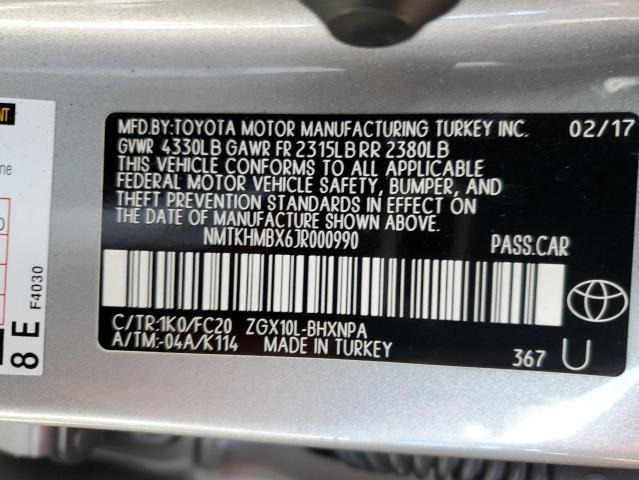 MFD.BY:TOYOTA MOTOR MANUFACTURING TURKEY INC. 02/17
GVWR 4330LB GAWR FR 2315LB RR 2380LB
THIS VEHICLE CONFORMS TO ALL APPLICABLE
FEDERAL MOTOR VEHICLE SAFETY, BUMPER, AND
THEFT PREVENTION STANDARDS IN EFFECT ON
THE DATE OF MANUFACTURE SHOWN ABOVE.
NMTKHMBX6JR000990 PASS.CAR
C/TR:1K0/FC20 ZGX10L-BHXNPA
A/TM:-04A/K114 MADE IN TURKEY
367 U
8 E
F4030